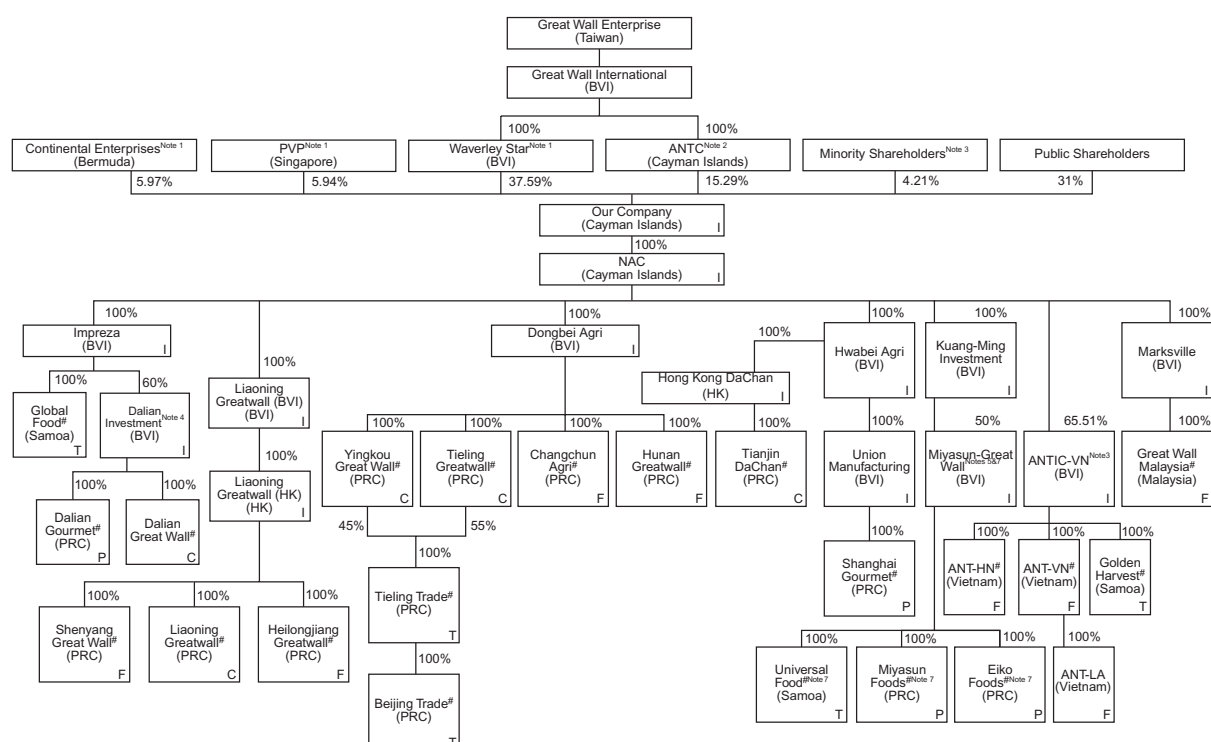 Great Wall Enterprise
(Taiwan)
Great Wall International
(BVI)
100%
100%
Continental Enterprises Note 1
(Bermuda)
PVP Note 1
(Singapore)
Waverley Star Note 1
(BVI)
ANTC Note 2
(Cayman Islands)
Minority Shareholders Note 3
Public Shareholders
5.97%
5.94%
37.59%
15.29%
4.21%
31%
Our Company
(Cayman Islands)
I
100%
NAC
(Cayman Islands)
I
100%
Impreza
(BVI)
I
100%
Global
Food#
(Samoa)
T
60%
Dalian
Investment Note 4
(BVI)
I
100%
Dalian
Gourmet#
(PRC)
P
100%
Dalian
Great Wall#
C
100%
Liaoning
Greatwall (BVI)
(BVI)
I
100%
Liaoning
Greatwall (HK)
(HK)
I
100%
Shenyang
Great Wall#
(PRC)
F
100%
Liaoning
Greatwall#
(PRC)
C
100%
Heilongjiang
Greatwall#
(PRC)
F
100%
Dongbei Agri
(BVI)
I
100%
Yingkou
Great Wall#
(PRC)
C
100%
Tieling
Greatwall#
(PRC)
C
100%
Changchun
Agri#
(PRC)
F
100%
Hunan
Greatwall#
(PRC)
F
45%
55%
100%
Tieling Trade#
(PRC)
T
100%
Beijing Trade#
(PRC)
T
100%
Hwabei Agri
(BVI)
I
100%
Hong Kong DaChan
(HK)
I
100%
Tianjin
DaChan#
(PRC)
C
100%
Union
Manufacturing
(BVI)
I
100%
Shanghai
Gourmet#
(PRC)
P
100%
Kuang-Ming
Investment
(BVI)
I
50%
Miyasun-Great
Wall Notes 5&7
(BVI)
I
100%
Universal
Food# Note 7
(Samoa)
T
100%
Miyasun
Foods# Note 7
(PRC)
P
100%
Eiko
Foods# Note 7
(PRC)
P
100%
65.51%
ANTIC-VN Note3
(BVI)
I
100%
ANT-HN#
(Vietnam)
F
100%
ANT-VN#
(Vietnam)
F
100%
Golden
Harvest#
(Samoa)
T
100%
ANT-LA
(Vietnam)
F
100%
Marksville
(BVI)
I
100%
Great Wall
Malaysia#
(Malaysia)
F